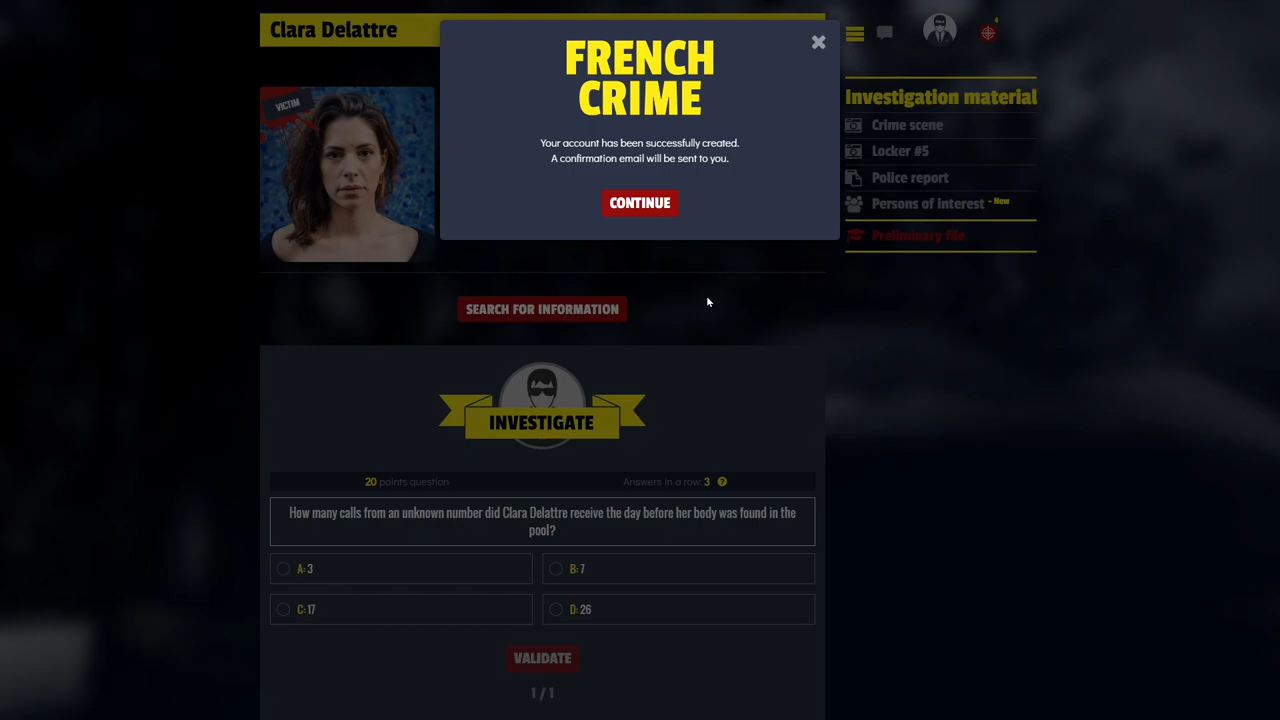 Clara Delattre
VICTIM
FRENCH
CRIME
Your account has been successfully created.
A confirmation email will be sent to you.
CONTINUE
4
Investigation material
Crime scene
Locker #5
Police report
Persons of interest - New
Preliminary file
SEARCH FOR INFORMATION
INVESTIGATE
20 points question
Answers in a row: 3 ?
How many calls from an unknown number did Clara Delattre receive the day before her body was found in the
pool?
A: 3
B: 7
C: 17
D: 26
VALIDATE
1 / 1